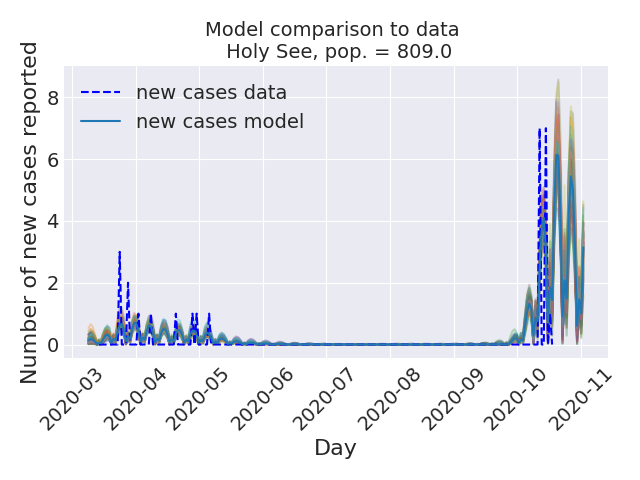 Model comparison to data
Holy See, pop. = 809.0
Number of new cases reported
new cases data
new cases model
8
6
4
2
0
2020-03
2020-04
2020-05
2020-06
2020-07
2020-08
2020-09
2020-10
2020-11
Day